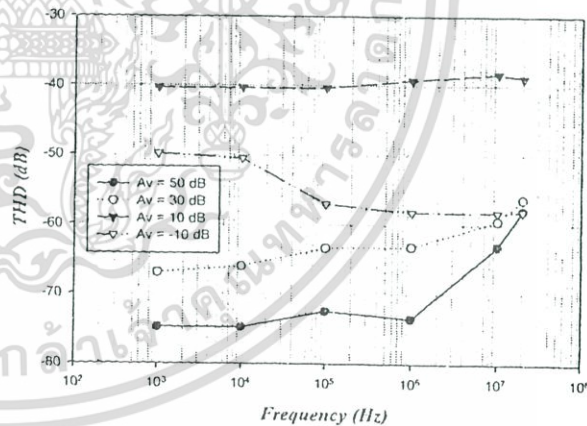 -30
-40
-50
-60
-70
-80
THD (dB)
Av = 50 dB
Av = 30 dB
Av = 10 dB
Av = -10 dB
10² 10³ 10⁴ 10⁵ 10⁶ 10⁷
Frequency (Hz)